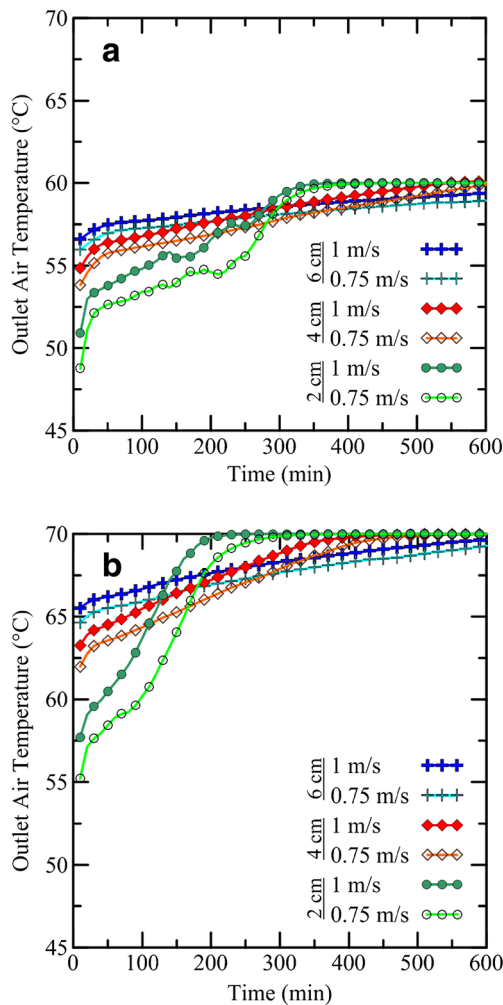 a
70
65
60
55
50
45
Outlet Air Temperature (°C)
6 cm 1 m/s
0.75 m/s
4 cm 1 m/s
0.75 m/s
2 cm 1 m/s
0.75 m/s
0 100 200 300 400 500 600
Time (min)
b
70
65
60
55
50
45
Outlet Air Temperature (°C)
6 cm 1 m/s
0.75 m/s
4 cm 1 m/s
0.75 m/s
2 cm 1 m/s
0.75 m/s
0 100 200 300 400 500 600
Time (min)